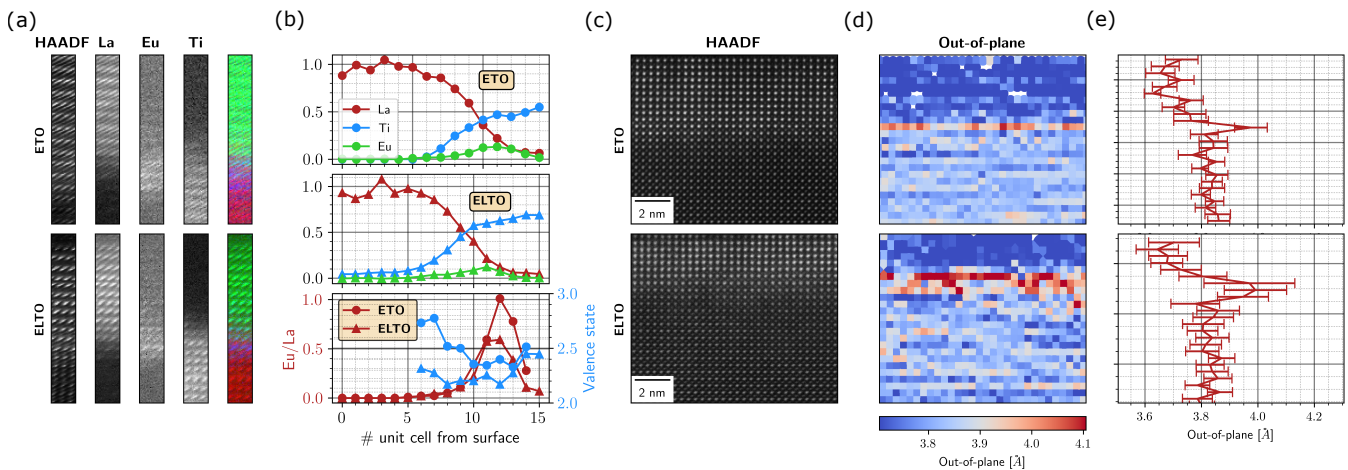 (a)
HAADF La Eu Ti
ETO
ELTO
(b)
1.0
0.5
0.0
La
Ti
Eu
ETO
1.0
0.5
0.0
ELTO
1.0
0.5
0.0
Eu/La
ETO
ELTO
3.0
2.5
2.0
Valence state
0 5 10 15
# unit cell from surface
(c)
HAADF
ETO
2 nm
ELTO
2 nm
(d)
Out-of-plane
3.8 3.9 4.0 4.1
Out-of-plane [Å]
(e)
3.6 3.8 4.0 4.2
Out-of-plane [Å]